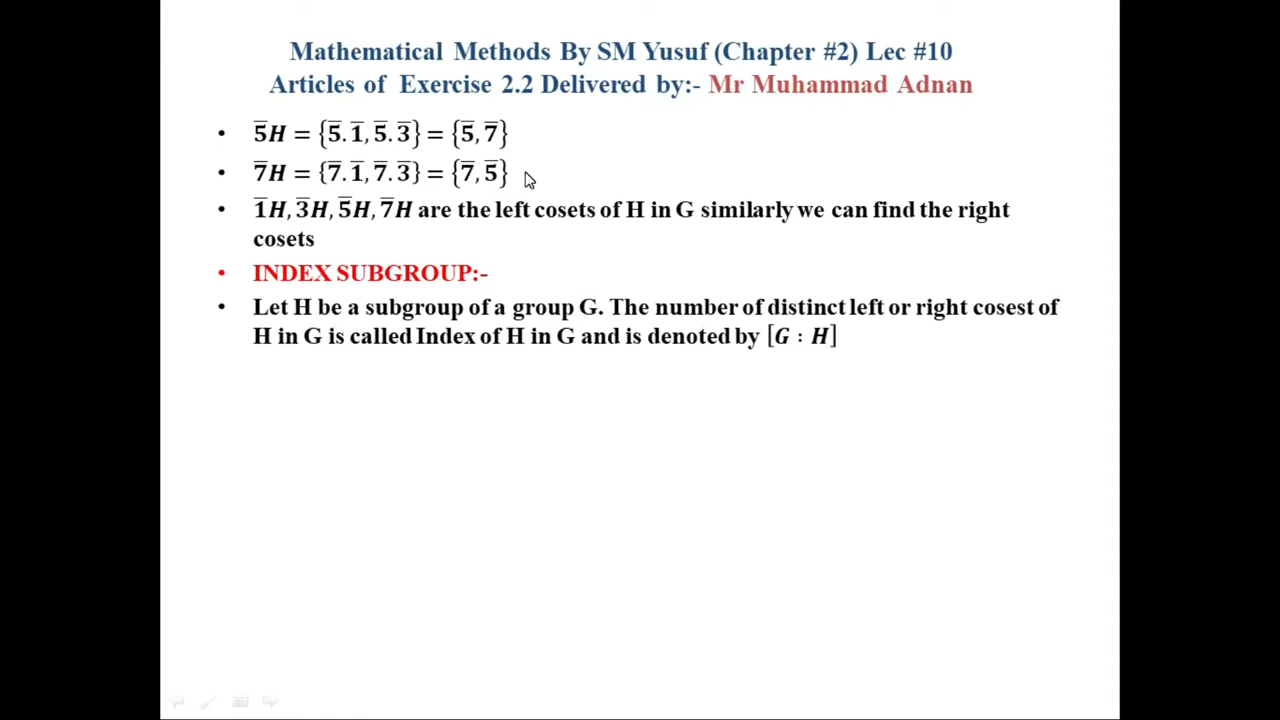 Mathematical Methods By SM Yusuf (Chapter #2) Lec #10
Articles of Exercise 2.2 Delivered by:- Mr Muhammad Adnan
• 5̅H = {5̅.1̅, 5̅.3̅} = {5̅, 7̅}
• 7̅H = {7̅.1̅, 7̅.3̅} = {7̅, 5̅}
• 1̅H, 3̅H, 5̅H, 7̅H are the left cosets of H in G similarly we can find the right
cosets
• INDEX SUBGROUP:-
• Let H be a subgroup of a group G. The number of distinct left or right cosest of
H in G is called Index of H in G and is denoted by [G : H]